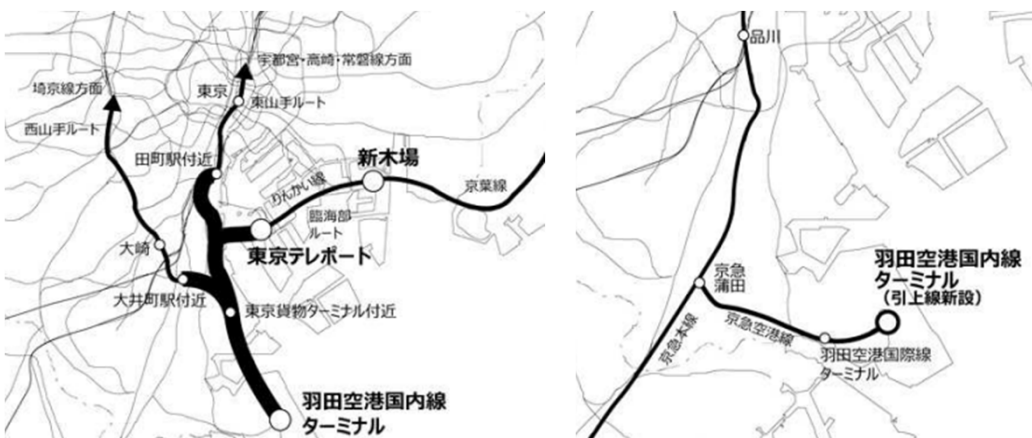 宇都宮・高崎・常磐線方面
埼京線方面
東京
東山手ルート
西山手ルート
田町駅付近
新木場
りんかい線
京葉線
臨海部
ルート
東京テレポート
大崎
大井町駅付近
東京貨物ターミナル付近
羽田空港国内線
ターミナル
品川
京急
蒲田
京急本線
京急空港線
羽田空港国内線
ターミナル
(引上線新設)
羽田空港国際線
ターミナル